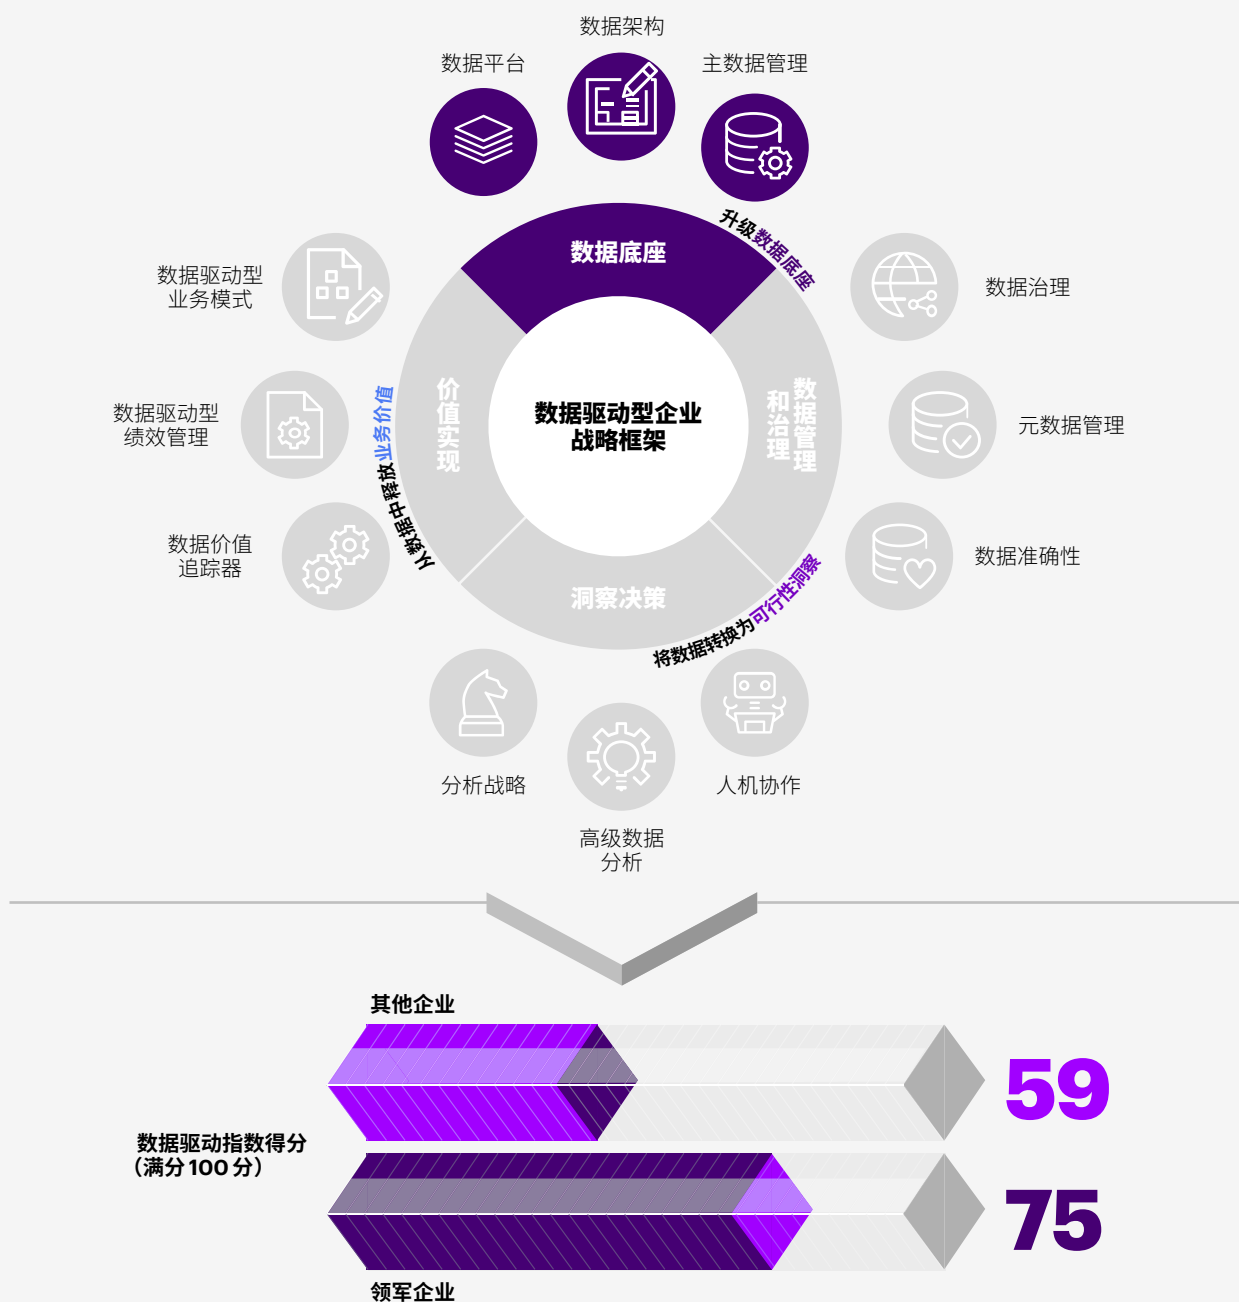 数据架构
数据平台
主数据管理
数据底座
升级数据底座
数据驱动型
业务模式
数据治理
数据驱动型
绩效管理
元数据管理
价值实现
数据驱动型企业
战略框架
数据管理
和治理
从数据中释放业务价值
数据价值
追踪器
数据准确性
洞察决策
将数据转换为可行性洞察
分析战略
人机协作
高级数据
分析
其他企业
59
数据驱动指数得分
（满分 100 分）
75
领军企业